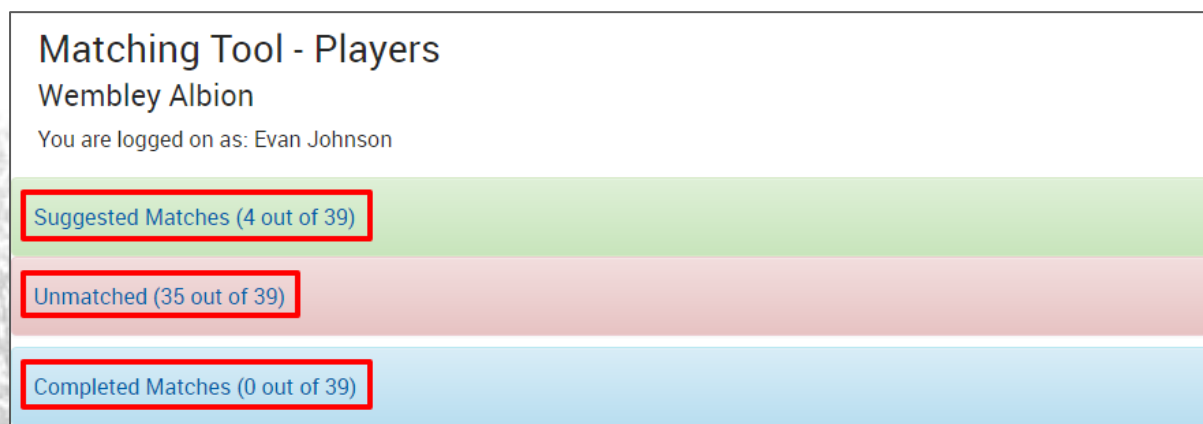 Matching Tool - Players
Wembley Albion
You are logged on as: Evan Johnson
Suggested Matches (4 out of 39)
Unmatched (35 out of 39)
Completed Matches (0 out of 39)